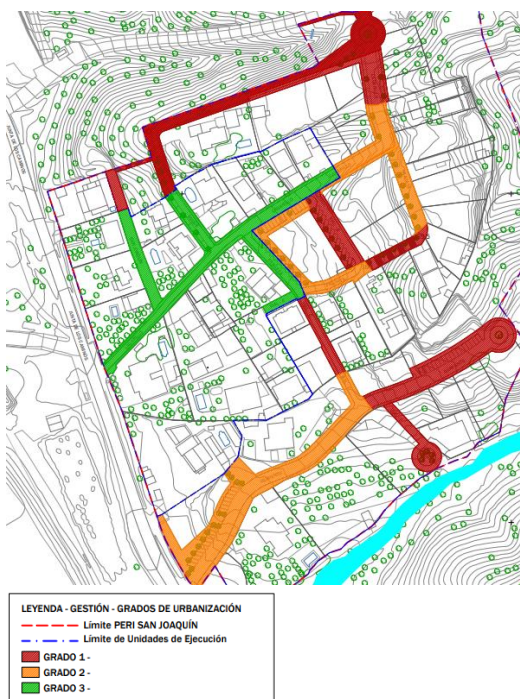 LEYENDA - GESTIÓN - GRADOS DE URBANIZACIÓN
Límite PERI SAN JOAQUÍN
Límite de Unidades de Ejecución
GRADO 1 -
GRADO 2 -
GRADO 3 -